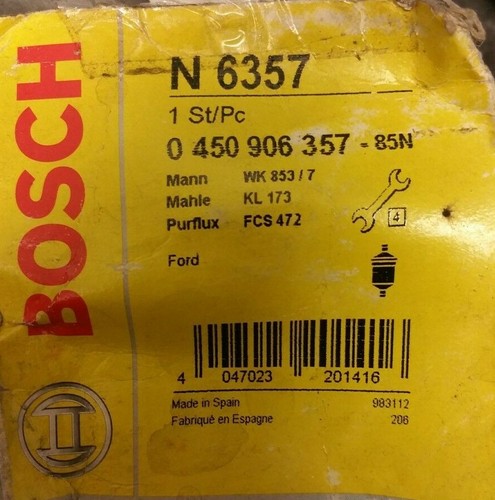 BOSCH
N 6357
1 St/Pc
0 450 906 357 - 85N
Mann WK 853 / 7
Mahle KL 173
Purflux FCS 472
4
Ford
4 047023 201416
Made in Spain 983112
Fabriqué en Espagne 206